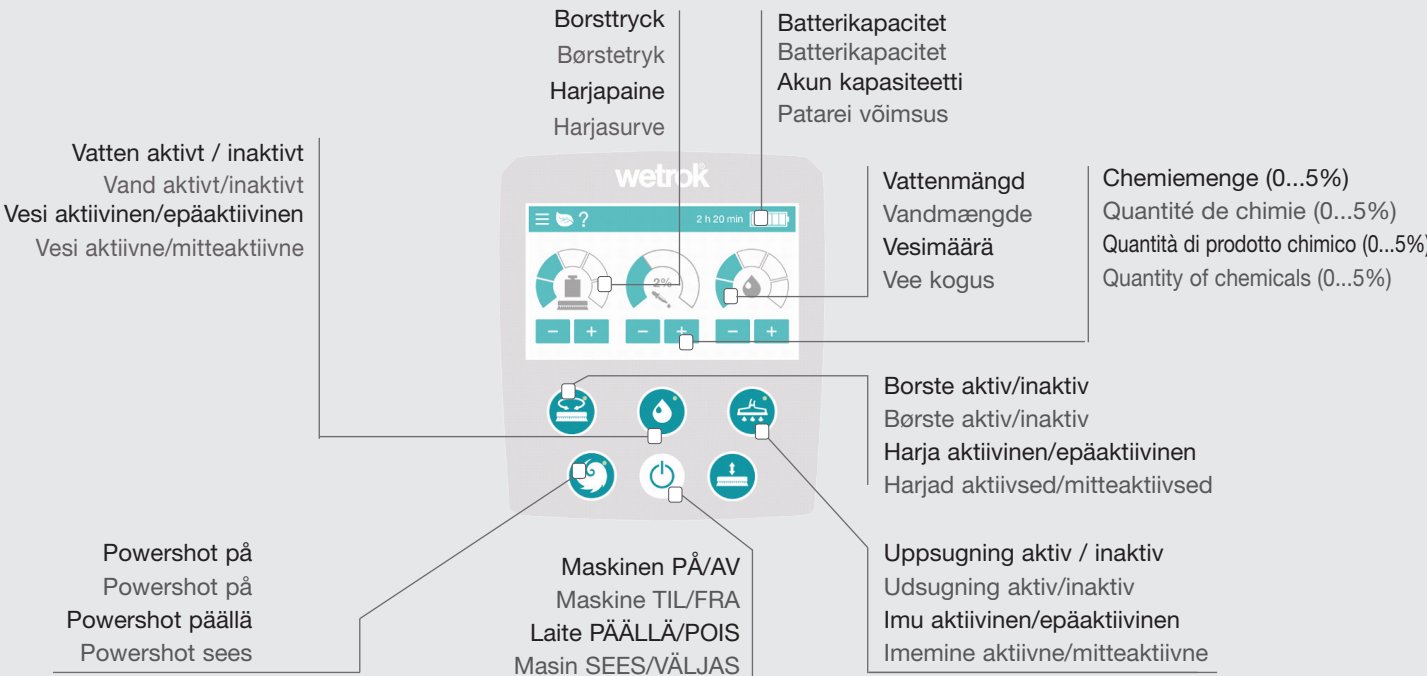 Borsttryck
Børstetryk
Harjapaine
Harjasurve
Batterikapacitet
Batterikapacitet
Akun kapasiteetti
Patarei võimsus
Vatten aktivt / inaktivt
Vand aktivt/inaktivt
Vesi aktiivinen/epäaktiivinen
Vesi aktiivne/mitteaktiivne
wetrok
? 2 h 20 min
2%
- + - + - +
Vattenmängd
Vandmængde
Vesimäärä
Vee kogus
Chemiemenge (0...5%)
Quantité de chimie (0...5%)
Quantità di prodotto chimico (0...5%)
Quantity of chemicals (0...5%)
Borste aktiv/inaktiv
Børste aktiv/inaktiv
Harja aktiivinen/epäaktiivinen
Harjad aktiivsed/mitteaktiivsed
Powershot på
Powershot på
Powershot päällä
Powershot sees
Maskinen PÅ/AV
Maskine TIL/FRA
Laite PÄÄLLÄ/POIS
Masin SEES/VÄLJAS
Uppsugning aktiv / inaktiv
Udsugning aktiv/inaktiv
Imu aktiivinen/epäaktiivinen
Imemine aktiivne/mitteaktiivne